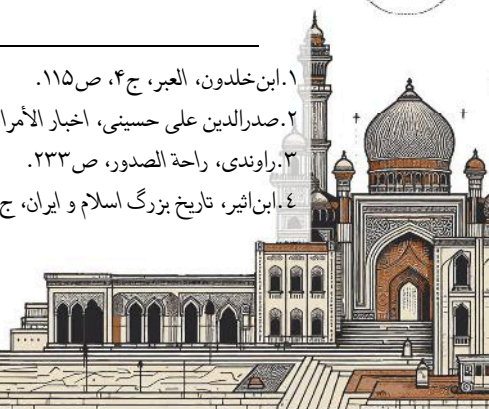 ۱.ابن‌خلدون، العبر، ج۴، ص۱۱۵.
۲.صدرالدین علی حسینی، اخبار الأمرا
۳.راوندی، راحة الصدور، ص۲۳۳.
٤.ابن‌اثیر، تاریخ بزرگ اسلام و ایران، ج